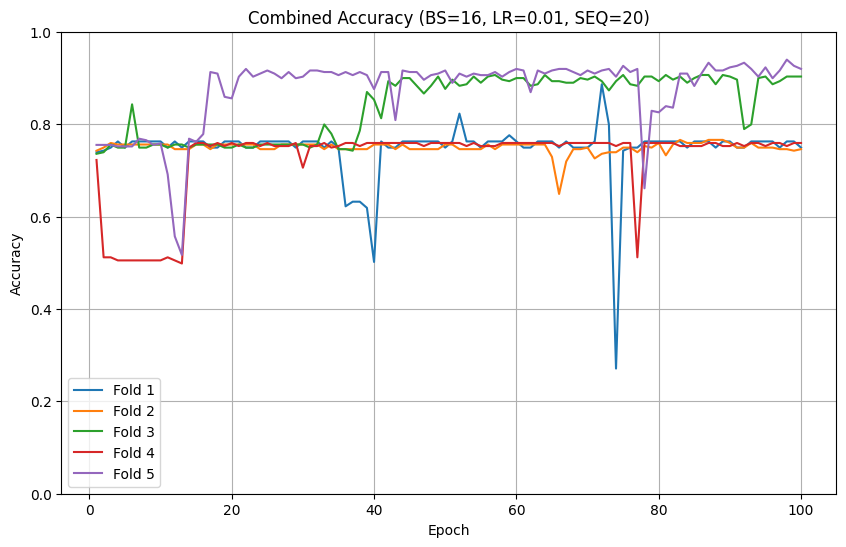 Combined Accuracy (BS=16, LR=0.01, SEQ=20)
1.0
0.8
0.6
0.4
0.2
0.0
Accuracy
Fold 1
Fold 2
Fold 3
Fold 4
Fold 5
0 20 40 60 80 100
Epoch